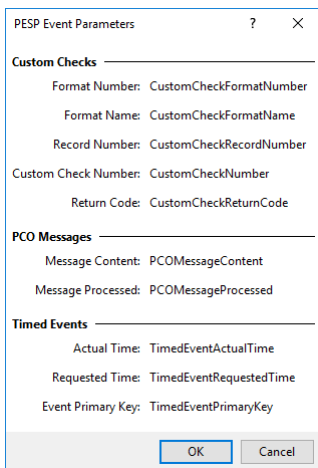 PESP Event Parameters ? ×
Custom Checks
Format Number: CustomCheckFormatNumber
Format Name: CustomCheckFormatName
Record Number: CustomCheckRecordNumber
Custom Check Number: CustomCheckNumber
Return Code: CustomCheckReturnCode
PCO Messages
Message Content: PCOMessageContent
Message Processed: PCOMessageProcessed
Timed Events
Actual Time: TimedEventActualTime
Requested Time: TimedEventRequestedTime
Event Primary Key: TimedEventPrimaryKey
OK Cancel